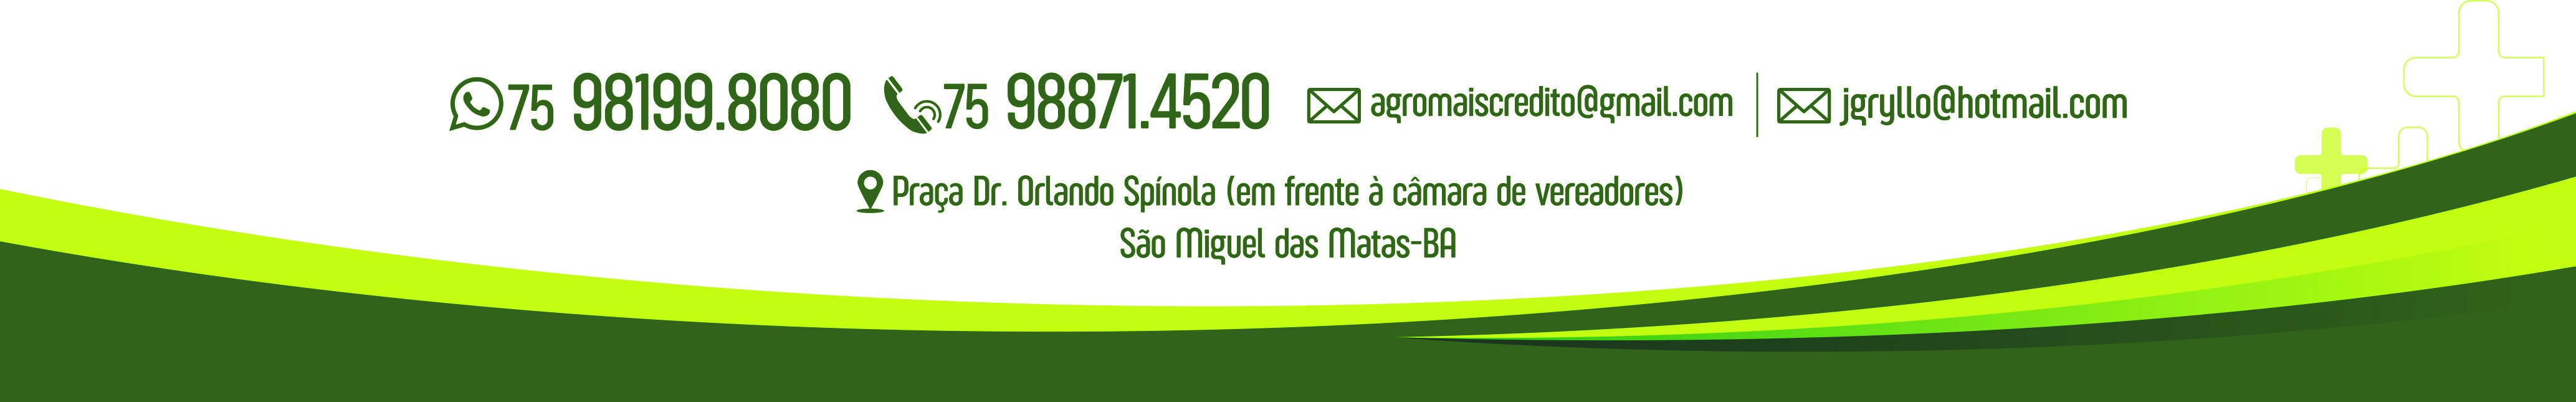 75 98199.8080 75 98871.4520 agromaiscredito@gmail.com jgryllo@hotmail.com
Praça Dr. Orlando Spínola (em frente à câmara de vereadores)
São Miguel das Matas-BA